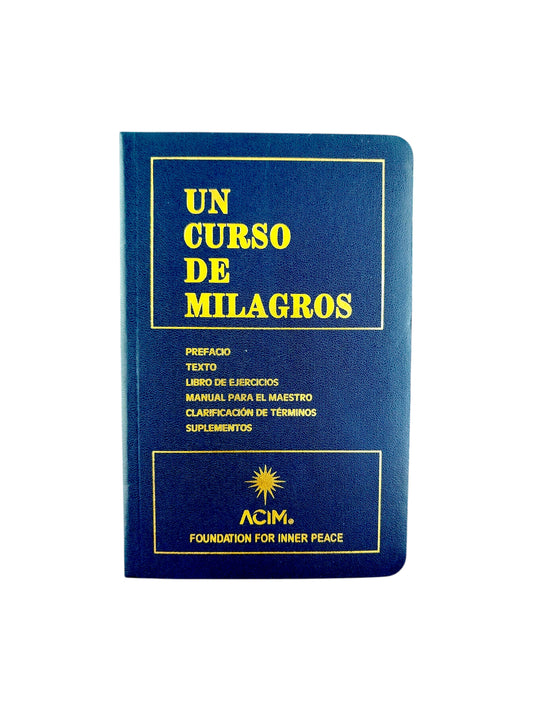 UN
CURSO
DE
MILAGROS
PREFACIO
TEXTO
LIBRO DE EJERCICIOS
MANUAL PARA EL MAESTRO
CLARIFICACIÓN DE TÉRMINOS
SUPLEMENTOS
ACIM®
FOUNDATION FOR INNER PEACE